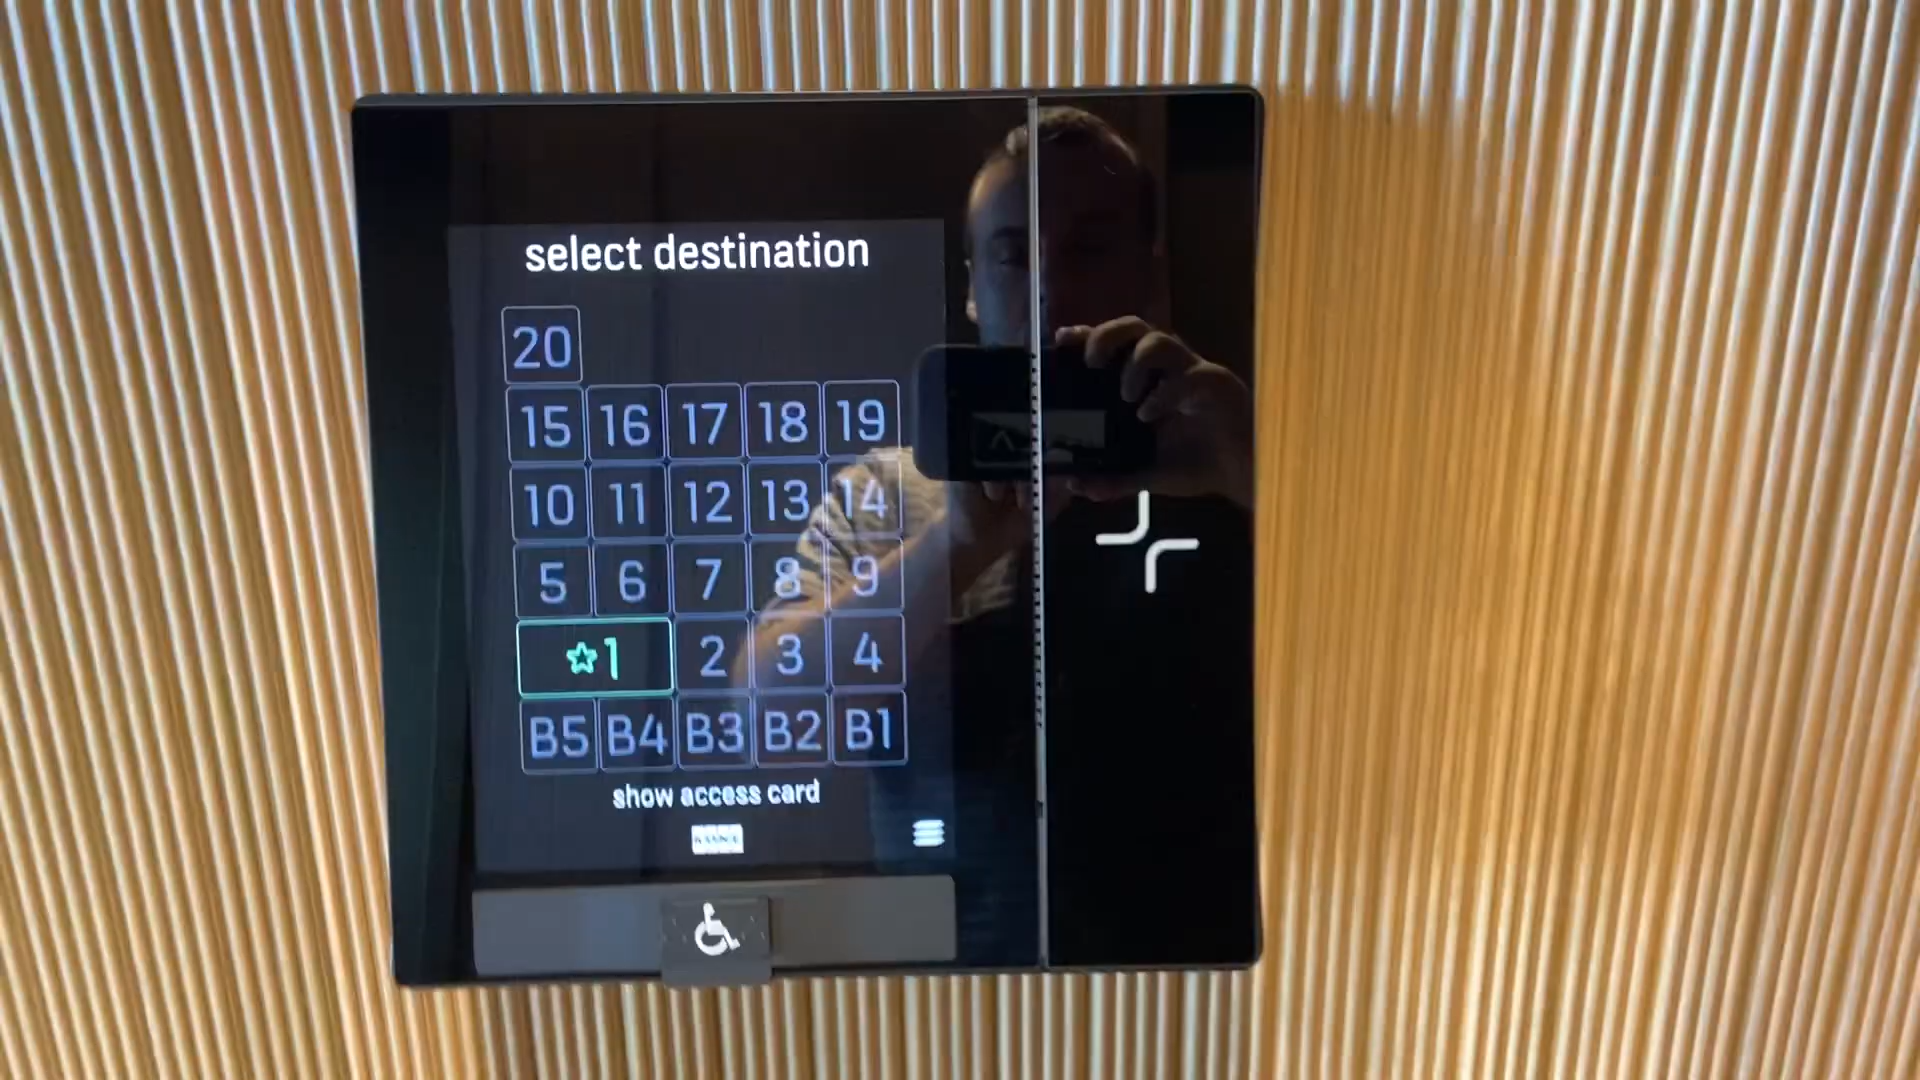 select destination
20
15 16 17 18 19
10 11 12 13 14
5 6 7 8 9
☆1 2 3 4
B5 B4 B3 B2 B1
show access card